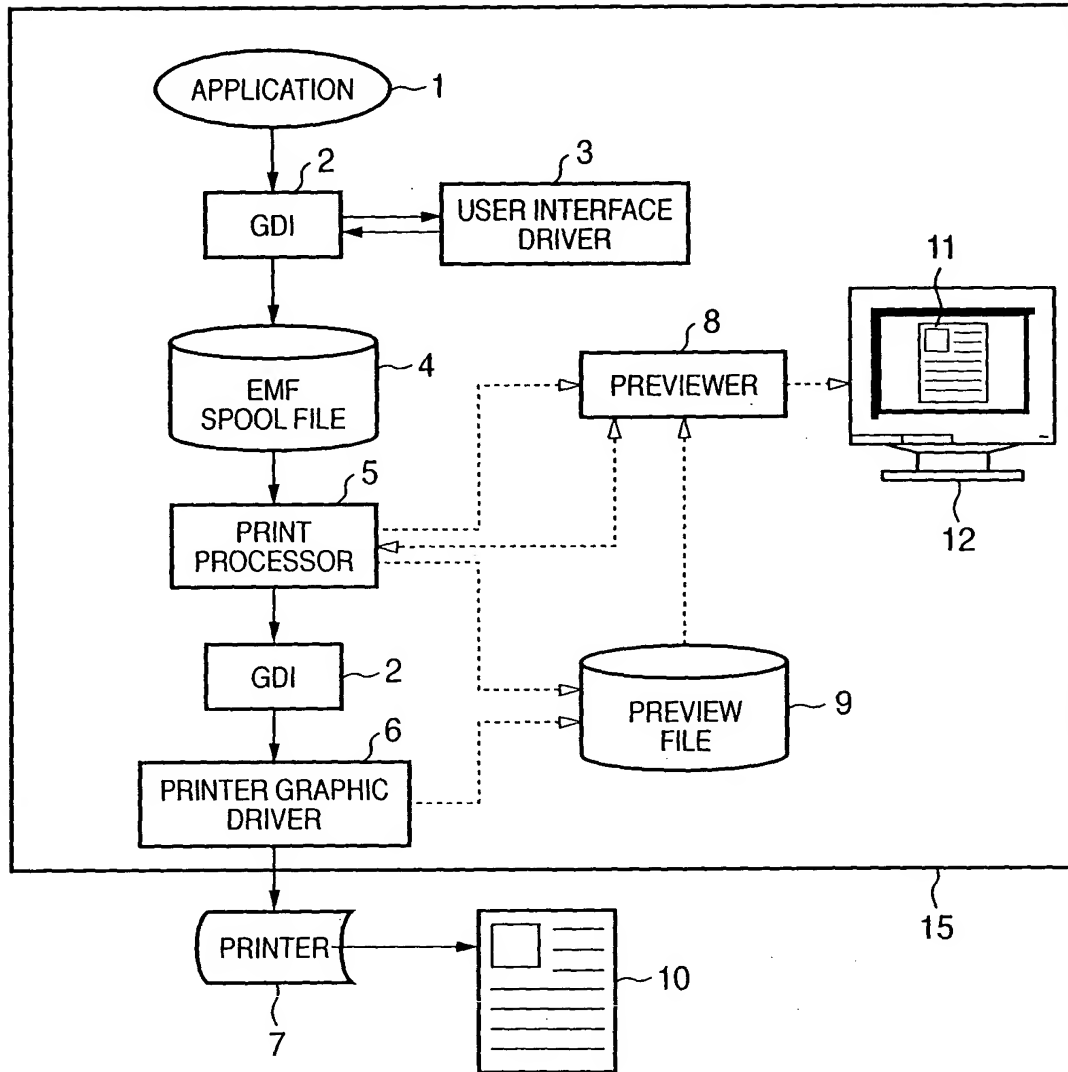 APPLICATION
1
2
3
GDI
USER INTERFACE
DRIVER
11
8
4
EMF
SPOOL FILE
PREVIEWER
5
PRINT
PROCESSOR
12
GDI
2
PREVIEW
FILE
9
6
PRINTER GRAPHIC
DRIVER
15
PRINTER
10
7